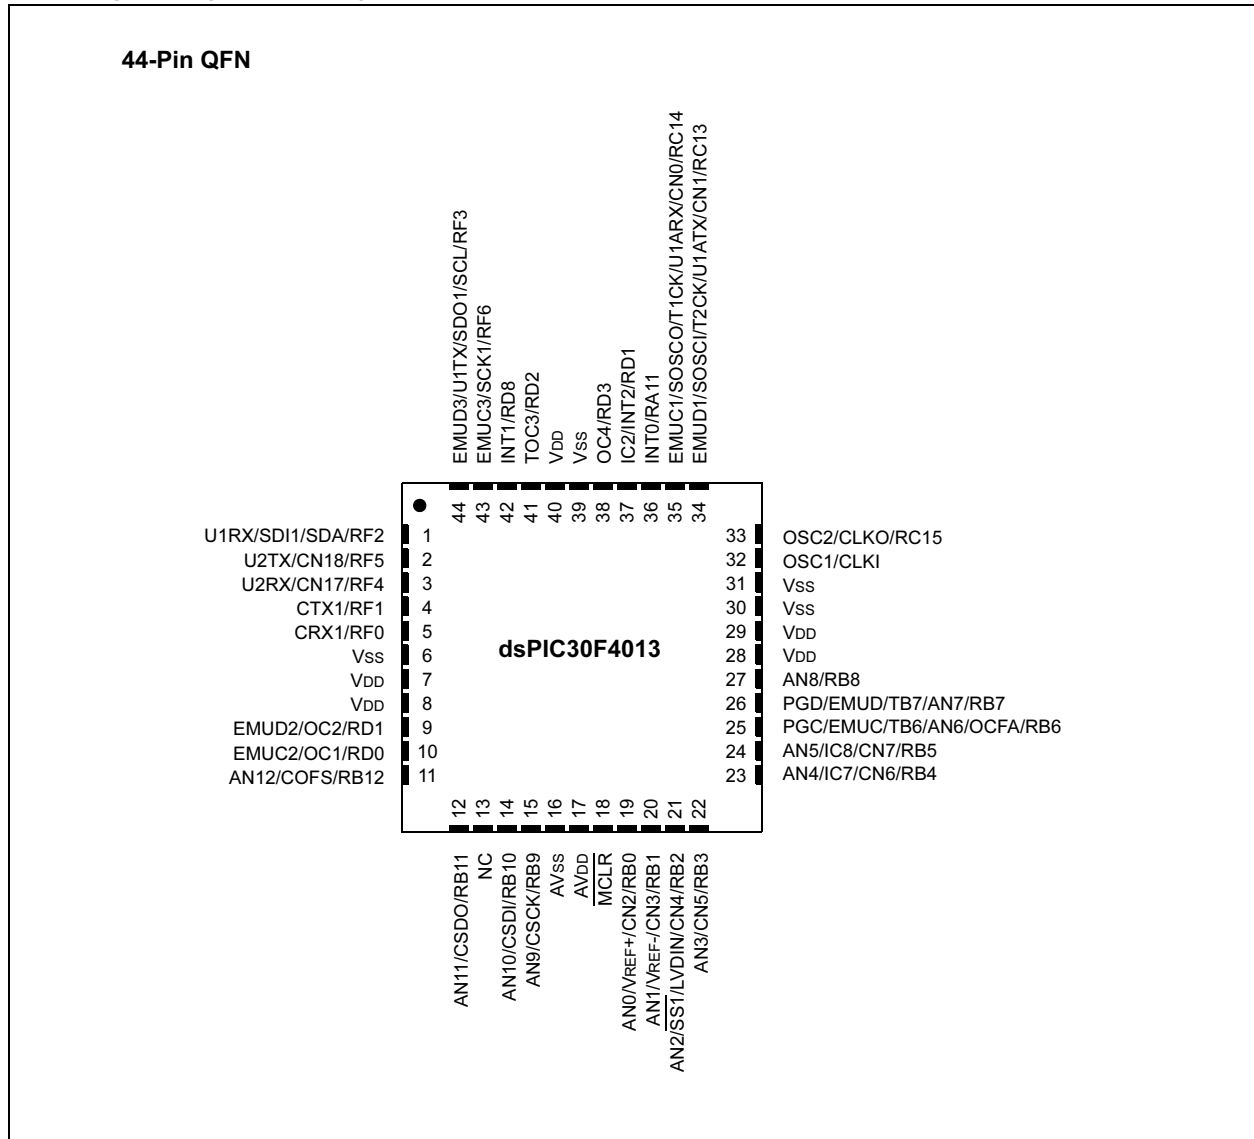 44-Pin QFN
EMUD3/U1TX/SDO1/SCL/RF3
EMUC3/SCK1/RF6
INT1/RD8
TOC3/RD2
VDD
VSS
OC4/RD3
IC2/INT2/RD1
INT0/RA11
EMUC1/SOSCO/T1CK/U1ARX/CN0/RC14
EMUD1/SOSCI/T2CK/U1ATX/CN1/RC13
44
43
42
41
40
39
38
37
36
35
34
U1RX/SDI1/SDA/RF2 1
U2TX/CN18/RF5 2
U2RX/CN17/RF4 3
CTX1/RF1 4
CRX1/RF0 5
VSS 6
VDD 7
VDD 8
EMUD2/OC2/RD1 9
EMUC2/OC1/RD0 10
AN12/COFS/RB12 11
dsPIC30F4013
33 OSC2/CLKO/RC15
32 OSC1/CLKI
31 VSS
30 VSS
29 VDD
28 VDD
27 AN8/RB8
26 PGD/EMUD/TB7/AN7/RB7
25 PGC/EMUC/TB6/AN6/OCFA/RB6
24 AN5/IC8/CN7/RB5
23 AN4/IC7/CN6/RB4
12
13
14
15
16
17
18
19
20
21
22
AN11/CSDO/RB11
NC
AN10/CSDI/RB10
AN9/CSCK/RB9
AVSS
AVDD
MCLR
AN0/VREF+/CN2/RB0
AN1/VREF-/CN3/RB1
AN2/SS1/LVDIN/CN4/RB2
AN3/CN5/RB3